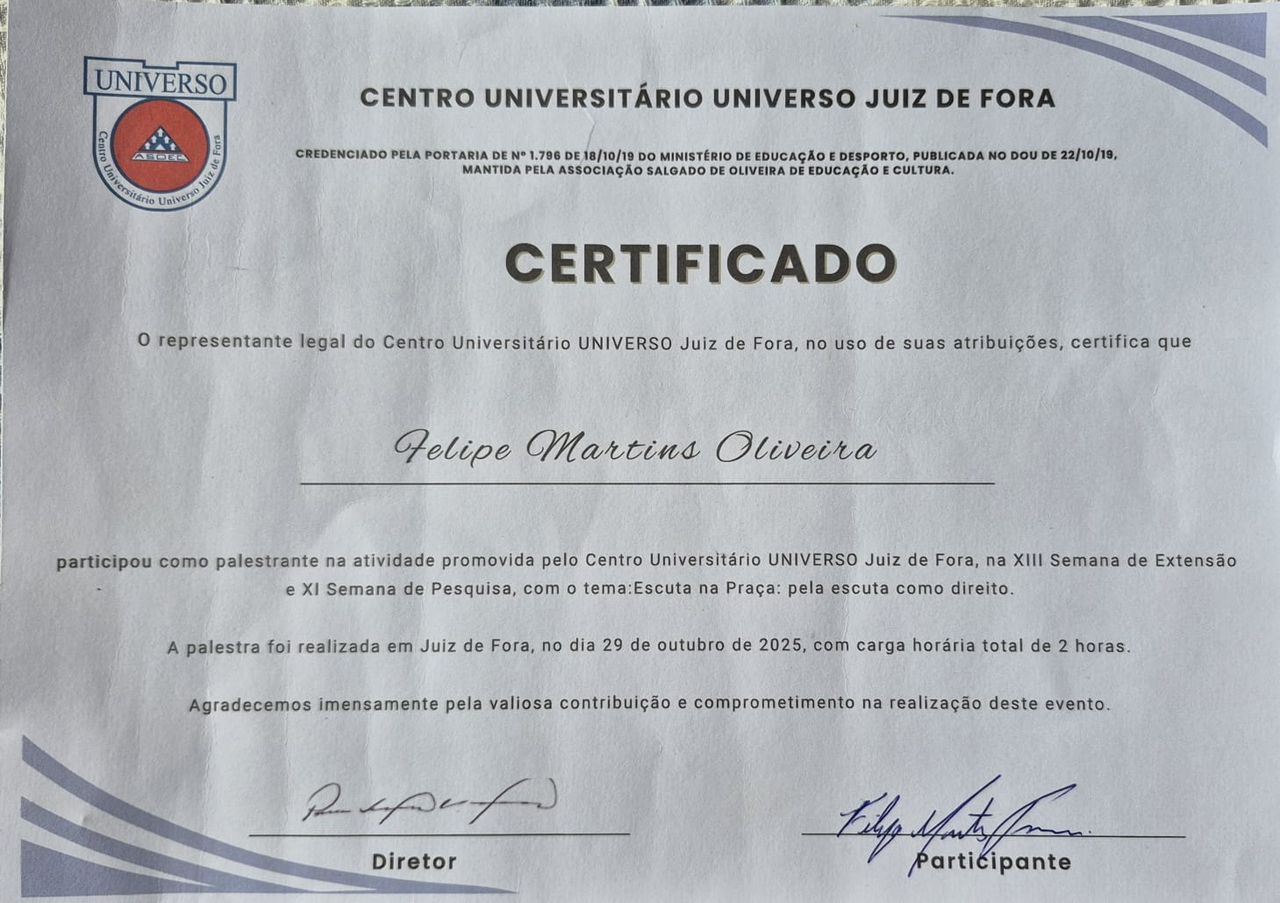 UNIVERSO
ASOEC
Centro Universitário Universo Juiz de Fora
CENTRO UNIVERSITÁRIO UNIVERSO JUIZ DE FORA
CREDENCIADO PELA PORTARIA DE Nº 1.796 DE 18/10/19 DO MINISTÉRIO DE EDUCAÇÃO E DESPORTO, PUBLICADA NO DOU DE 22/10/19,
MANTIDA PELA ASSOCIAÇÃO SALGADO DE OLIVEIRA DE EDUCAÇÃO E CULTURA.
CERTIFICADO
O representante legal do Centro Universitário UNIVERSO Juiz de Fora, no uso de suas atribuições, certifica que
Felipe Martins Oliveira
participou como palestrante na atividade promovida pelo Centro Universitário UNIVERSO Juiz de Fora, na XIII Semana de Extensão
e XI Semana de Pesquisa, com o tema:Escuta na Praça: pela escuta como direito.
A palestra foi realizada em Juiz de Fora, no dia 29 de outubro de 2025, com carga horária total de 2 horas.
Agradecemos imensamente pela valiosa contribuição e comprometimento na realização deste evento.
Diretor
Participante